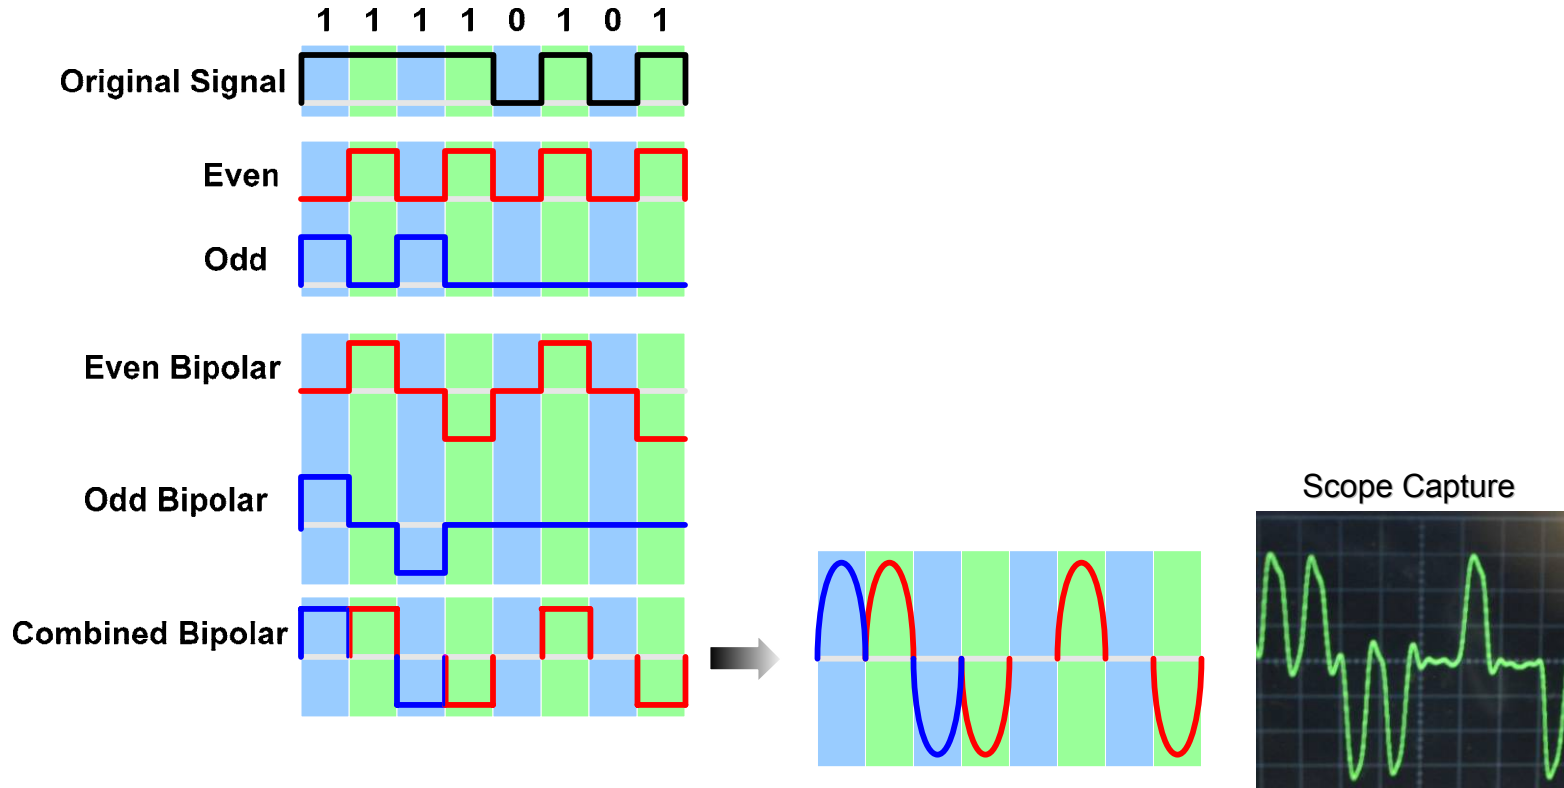 1 1 1 1 0 1 0 1
Original Signal
Even
Odd
Even Bipolar
Odd Bipolar
Combined Bipolar
Scope Capture